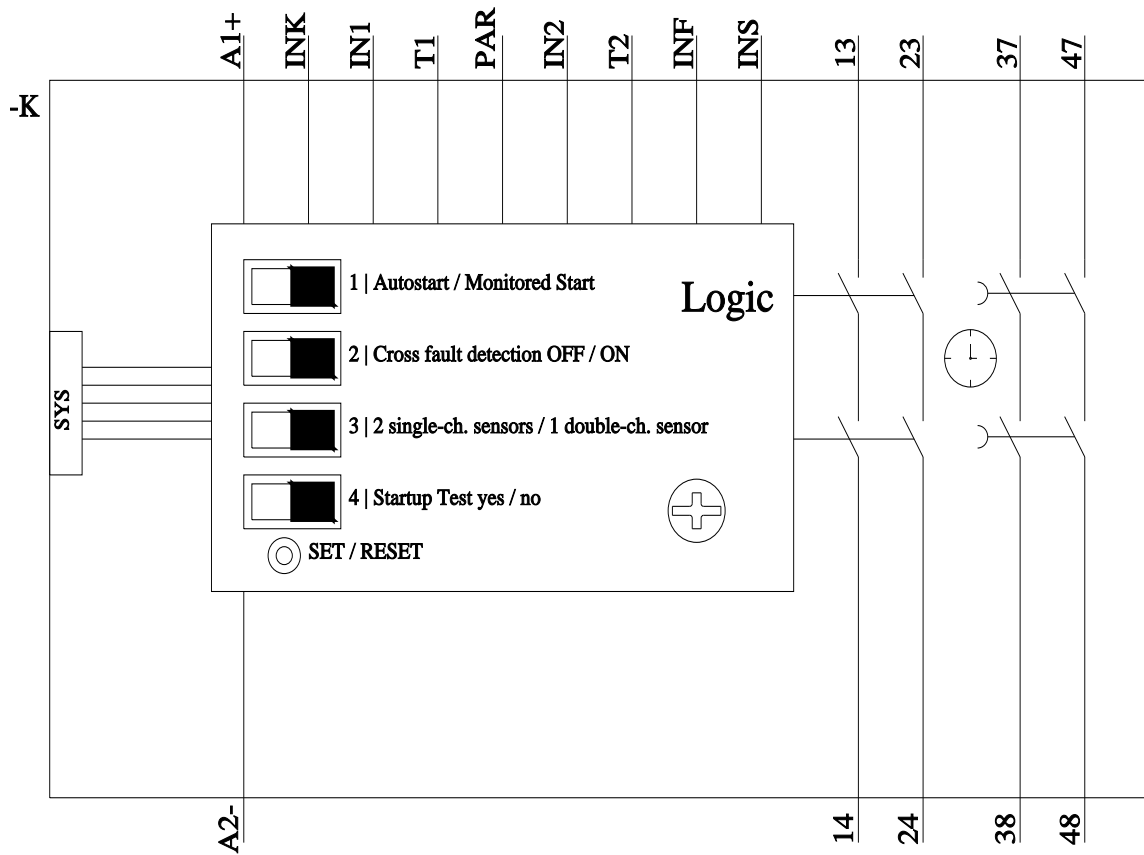 A1+
INK
IN1
T1
PAR
IN2
T2
INF
INS
13
23
37
47
-K
1 | Autostart / Monitored Start
Logic
2 | Cross fault detection OFF / ON
SYS
3 | 2 single-ch. sensors / 1 double-ch. sensor
4 | Startup Test yes / no
SET / RESET
A2-
14
24
38
48